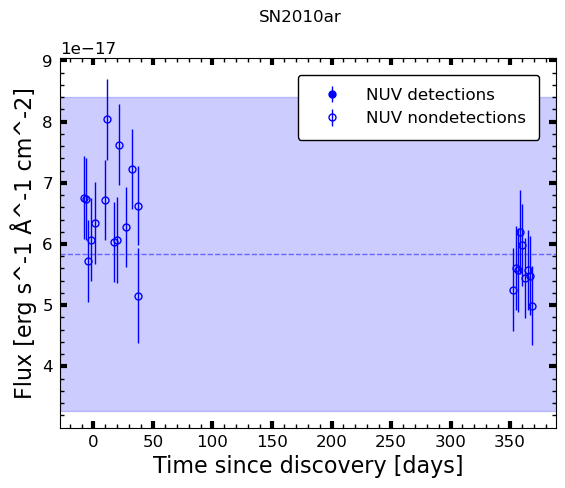 SN2010ar
1e−17
NUV detections
NUV nondetections
9
8
7
6
5
4
Flux [erg s^-1 Å^-1 cm^-2]
0 50 100 150 200 250 300 350
Time since discovery [days]